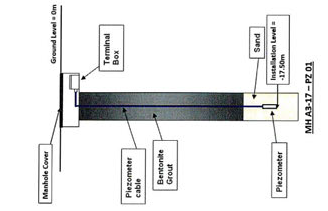 Ground Level = 0m
Terminal
Box
Sand
Installation Level =
-17.50m
Manhole Cover
Piezometer
cable
Bentonite
Grout
Piezometer
MH A3-17 – PZ 01